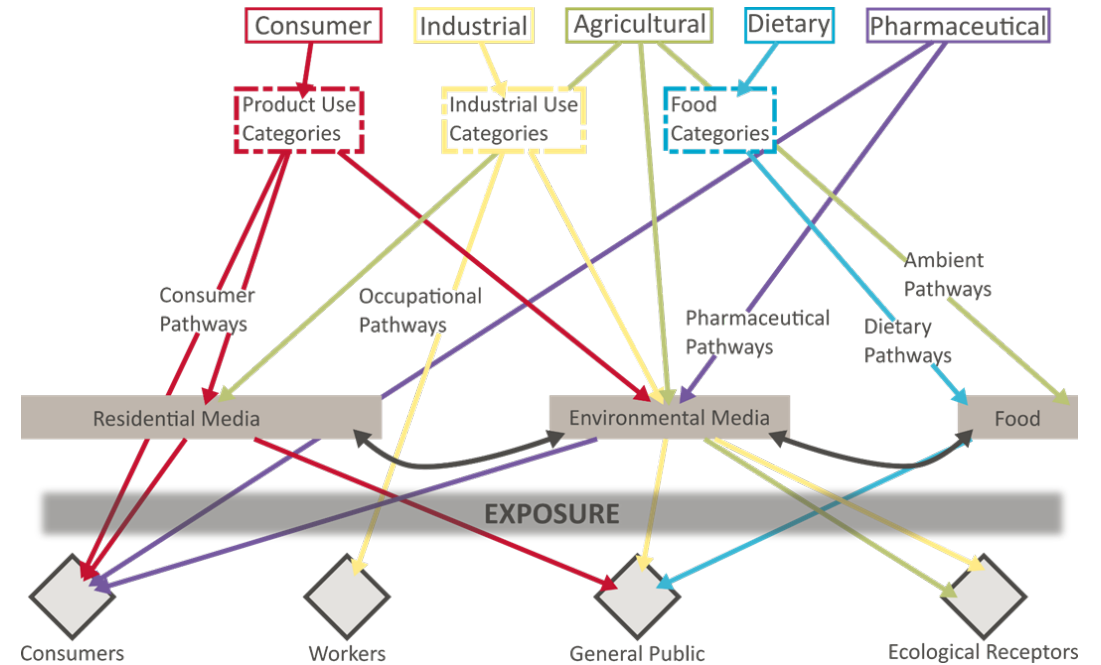 Consumer
Industrial
Agricultural
Dietary
Pharmaceutical
Product Use
Categories
Industrial Use
Categories
Food
Categories
Ambient
Pathways
Consumer
Pathways
Occupational
Pathways
Pharmaceutical
Pathways
Dietary
Pathways
Residential Media
Environmental Media
Food
EXPOSURE
Consumers
Workers
General Public
Ecological Receptors